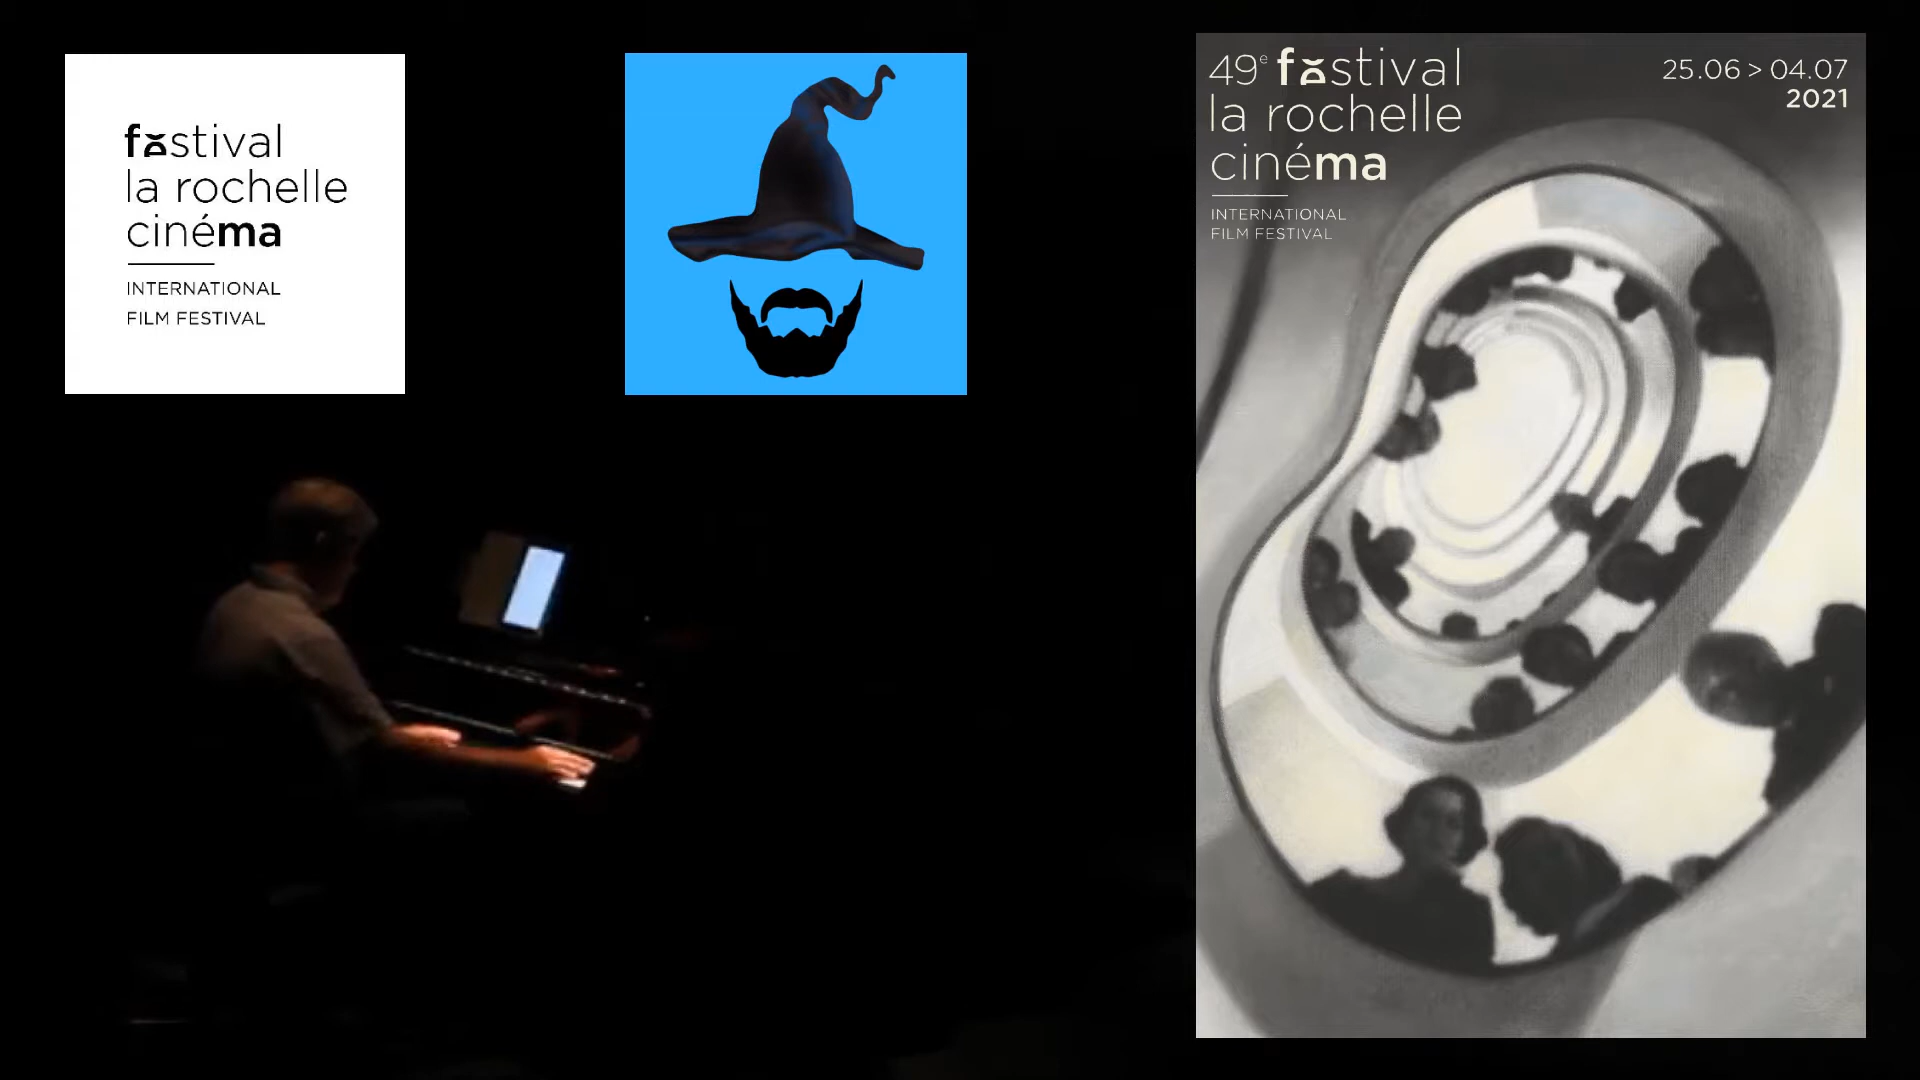 festival
la rochelle
cinéma
INTERNATIONAL
FILM FESTIVAL
49e festival
la rochelle
cinéma
INTERNATIONAL
FILM FESTIVAL
25.06 > 04.07
2021